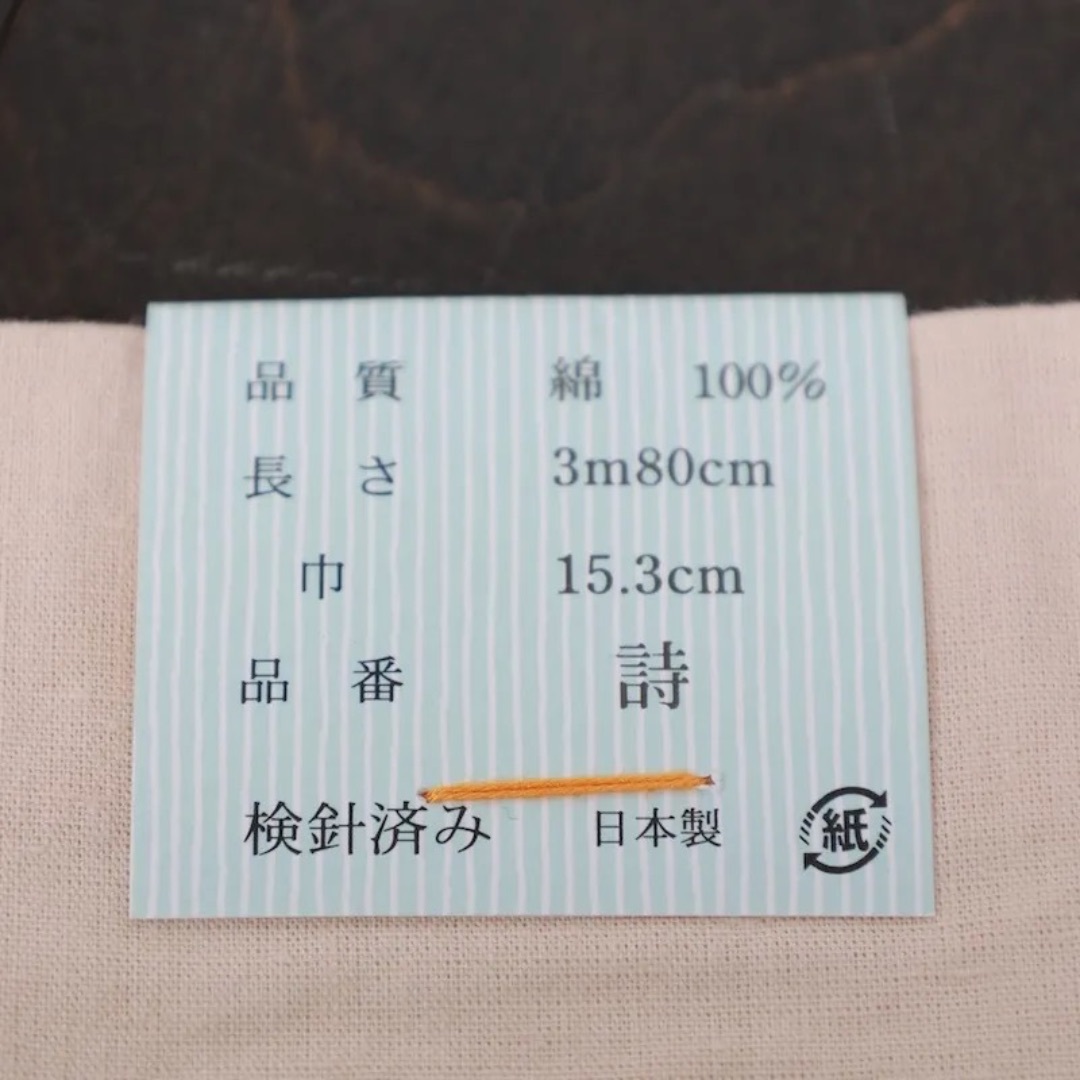 品質 綿 100%
長さ 3m80cm
巾 15.3cm
品番 詩
検針済み 日本製 紙